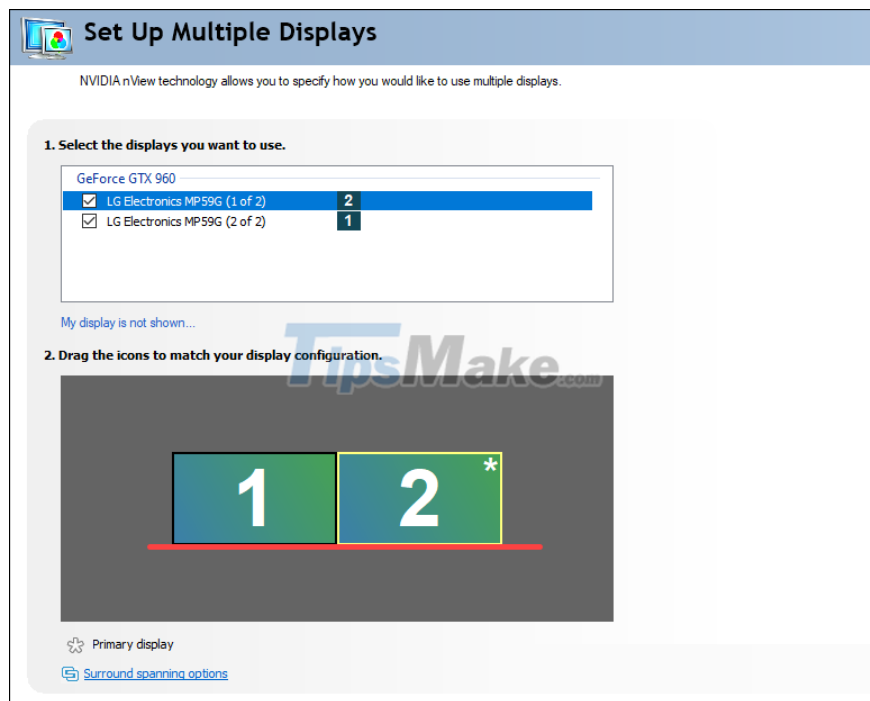 Set Up Multiple Displays
NVIDIA nView technology allows you to specify how you would like to use multiple displays.
1. Select the displays you want to use.
GeForce GTX 960
LG Electronics MP59G (1 of 2) 2
LG Electronics MP59G (2 of 2) 1
My display is not shown...
TipsMake.com
2. Drag the icons to match your display configuration.
1 2 *
Primary display
Surround spanning options